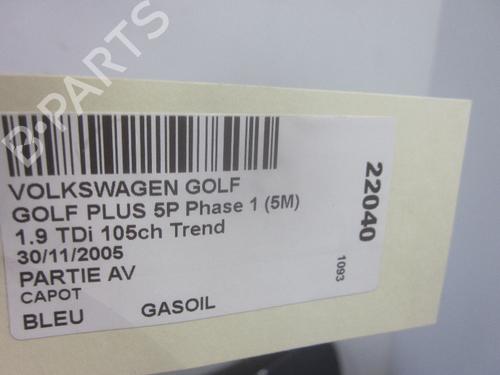 B-PARTS
VOLKSWAGEN GOLF
GOLF PLUS 5P Phase 1 (5M)
1.9 TDi 105ch Trend
30/11/2005
PARTIE AV
CAPOT
BLEU GASOIL
22040
1093